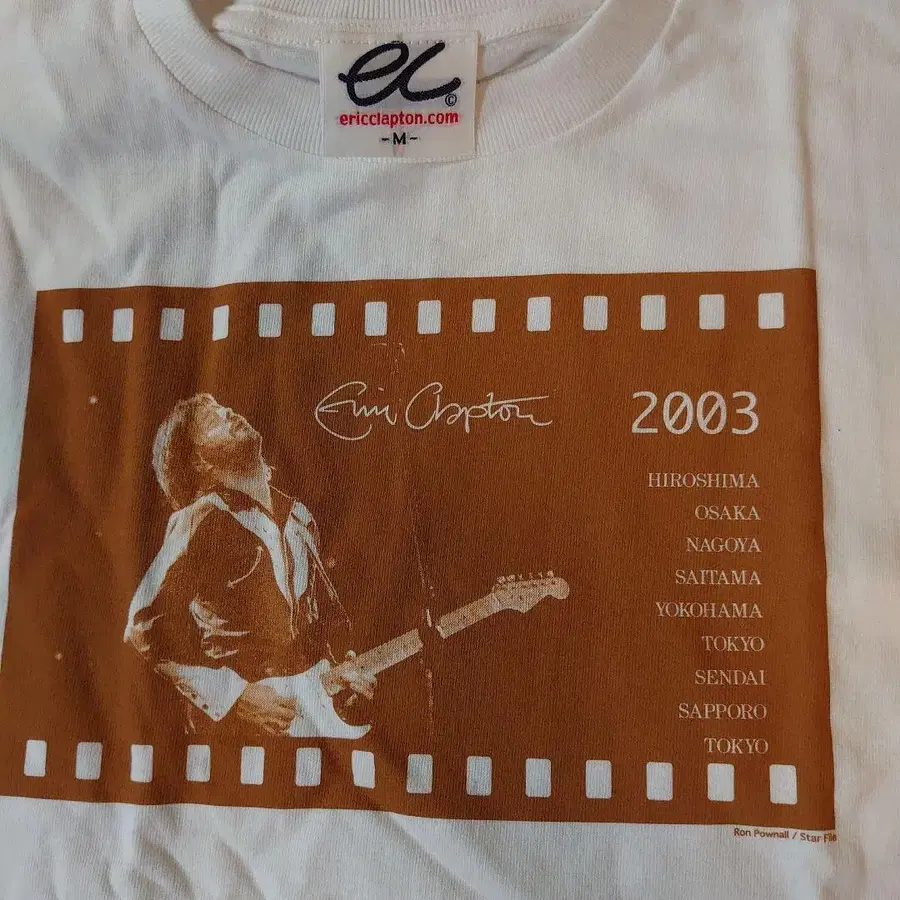 ec
©
ericclapton.com
-M-
Eric Clapton
2003
HIROSHIMA
OSAKA
NAGOYA
SAITAMA
YOKOHAMA
TOKYO
SENDAI
SAPPORO
TOKYO
Ron Pownall / Star File